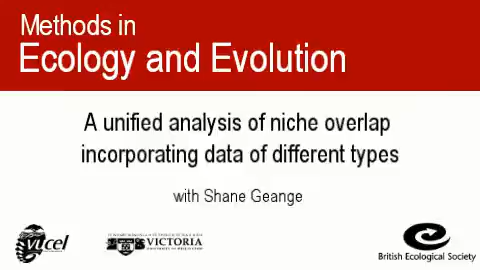 Methods in
Ecology and Evolution
A unified analysis of niche overlap
incorporating data of different types
with Shane Geange
vucel
VICTORIA
British Ecological Society